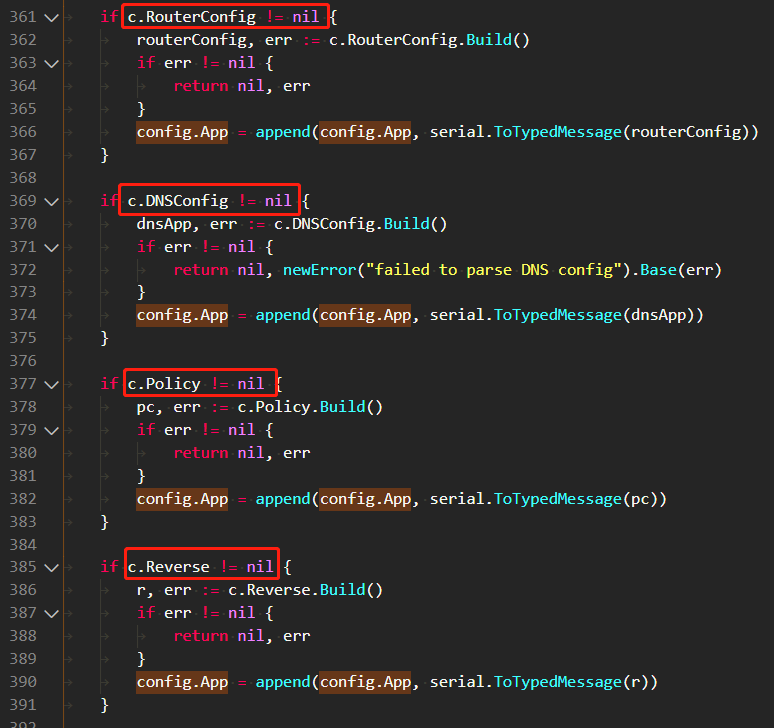 361 if c.RouterConfig != nil {
362 routerConfig, err := c.RouterConfig.Build()
363 if err != nil {
364 return nil, err
365 }
366 config.App = append(config.App, serial.ToTypedMessage(routerConfig))
367 }
368
369 if c.DNSConfig != nil {
370 dnsApp, err := c.DNSConfig.Build()
371 if err != nil {
372 return nil, newError("failed to parse DNS config").Base(err)
373 }
374 config.App = append(config.App, serial.ToTypedMessage(dnsApp))
375 }
376
377 if c.Policy != nil {
378 pc, err := c.Policy.Build()
379 if err != nil {
380 return nil, err
381 }
382 config.App = append(config.App, serial.ToTypedMessage(pc))
383 }
384
385 if c.Reverse != nil {
386 r, err := c.Reverse.Build()
387 if err != nil {
388 return nil, err
389 }
390 config.App = append(config.App, serial.ToTypedMessage(r))
391 }